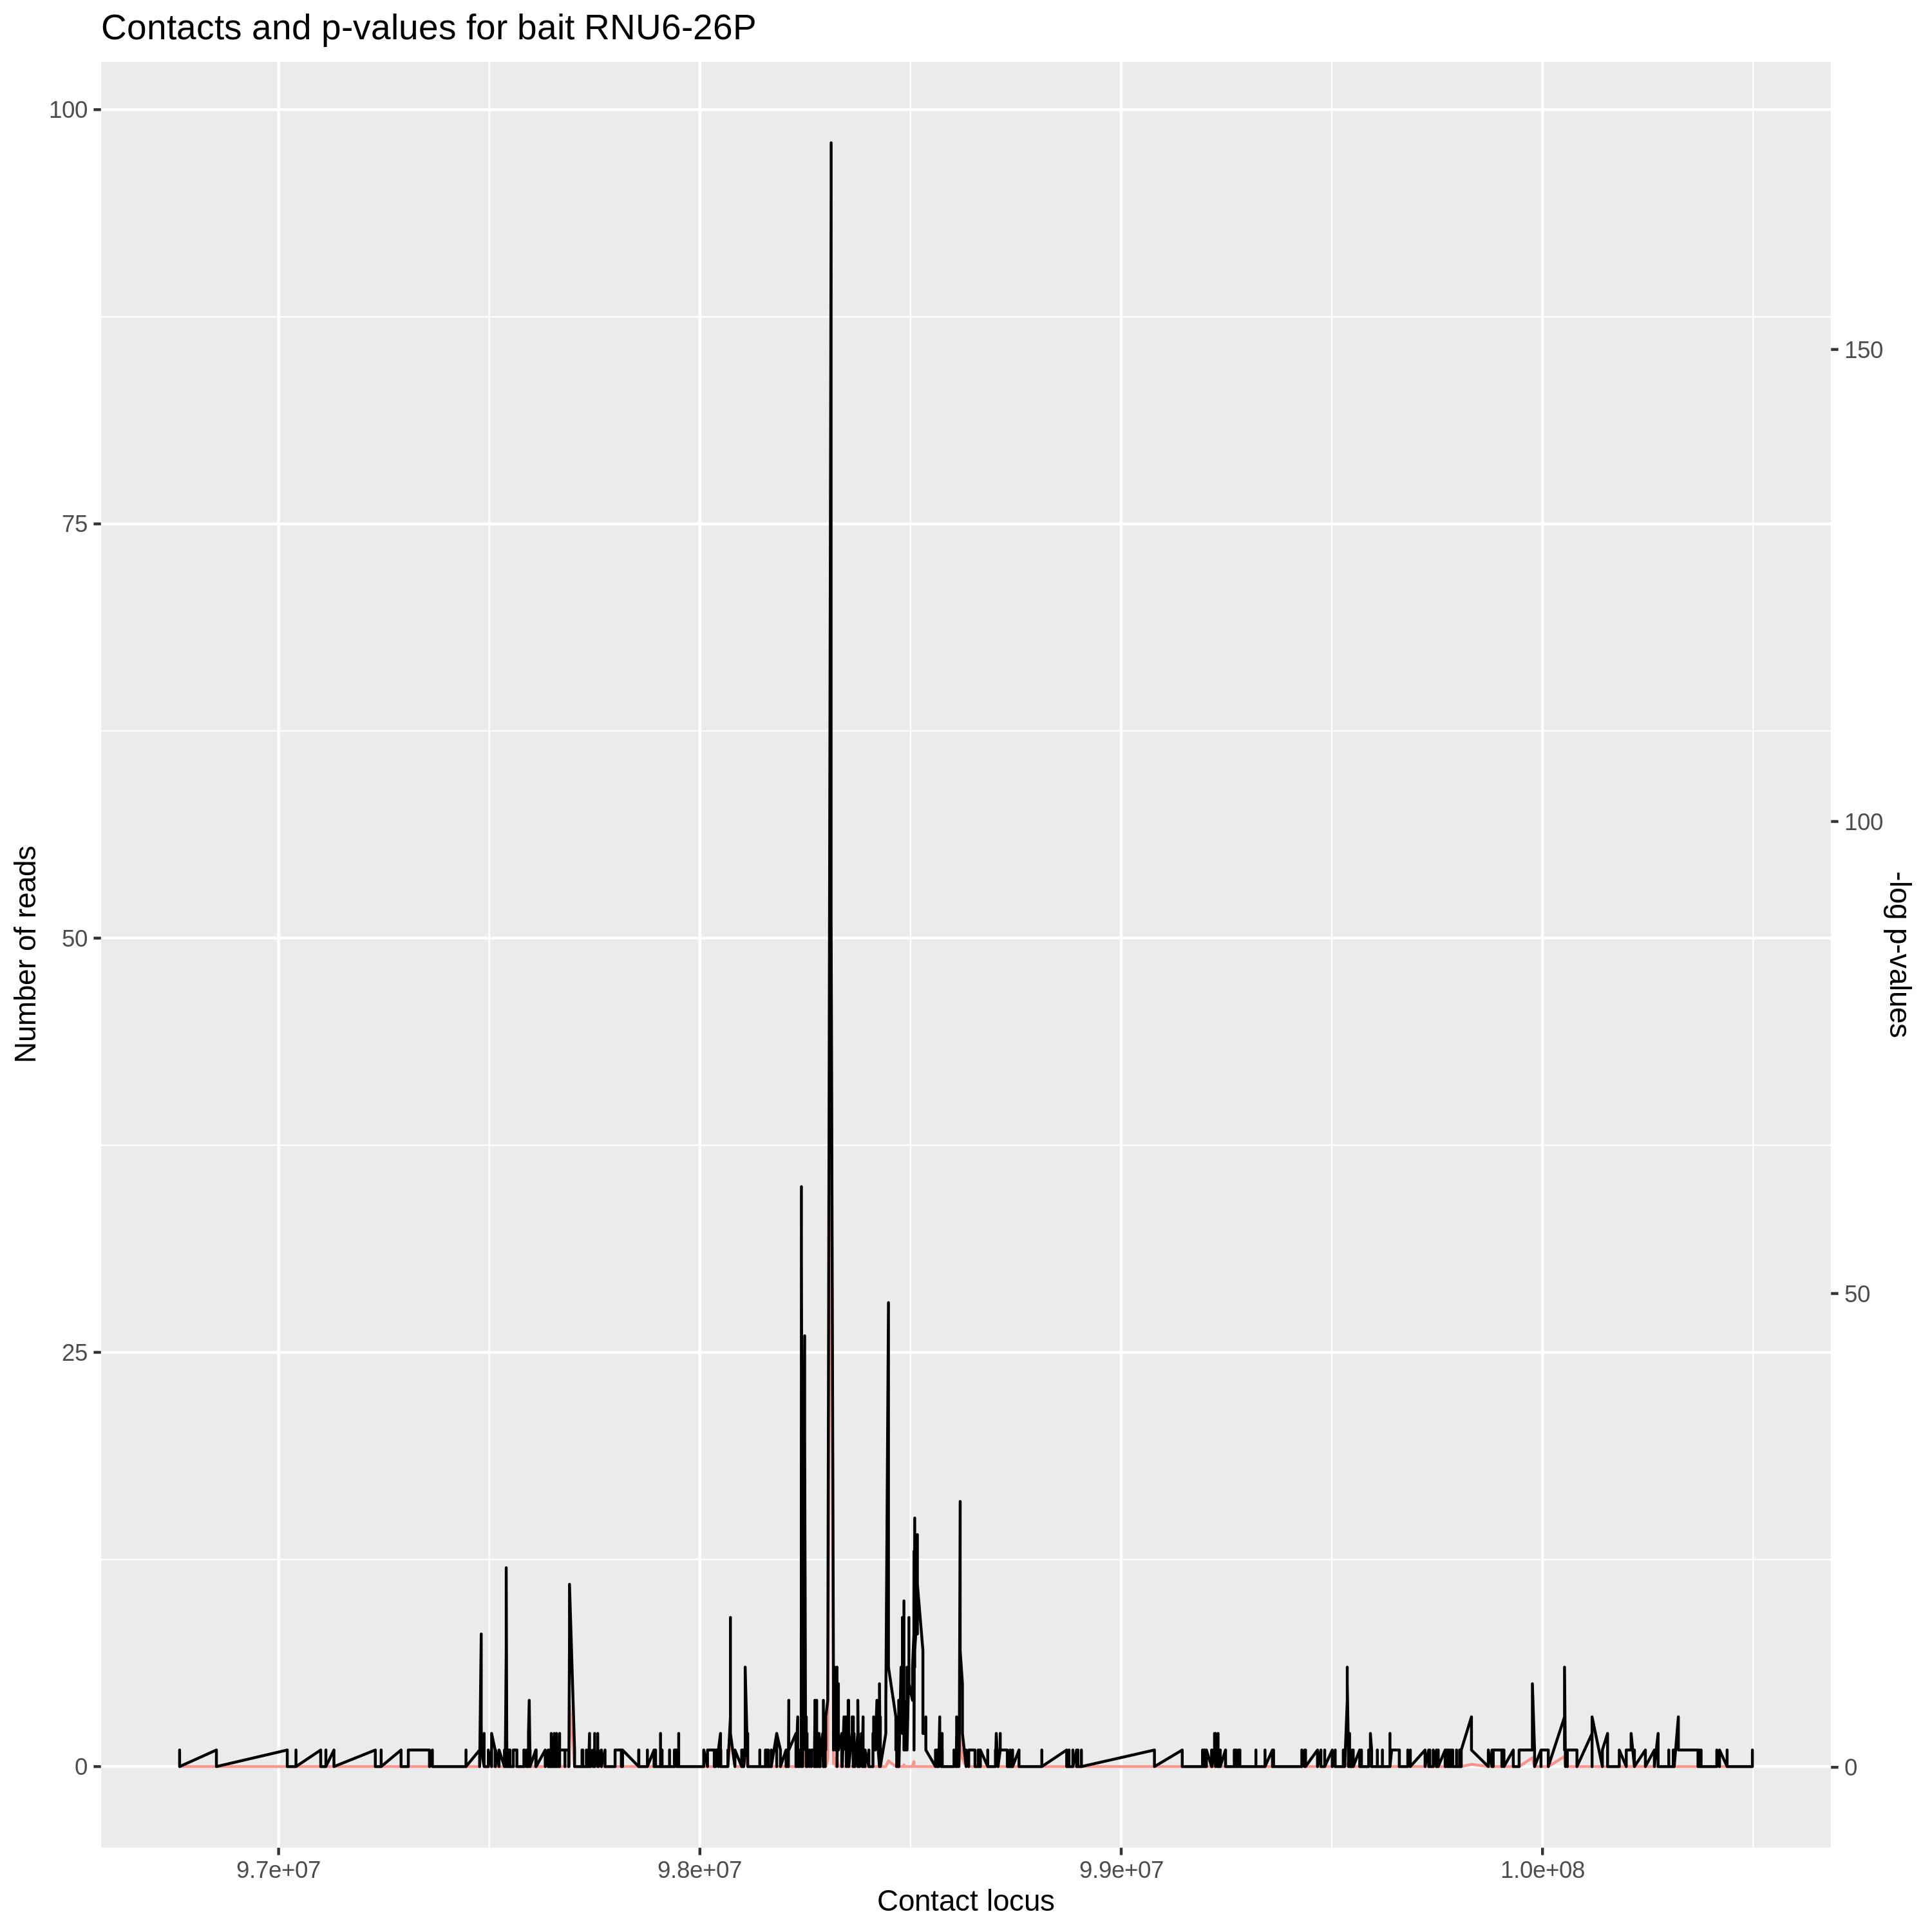 Contacts and p-values for bait RNU6-26P
100
75
50
25
0
Number of reads
150
100
50
0
-log p-values
9.7e+07
9.8e+07
9.9e+07
1.0e+08
Contact locus